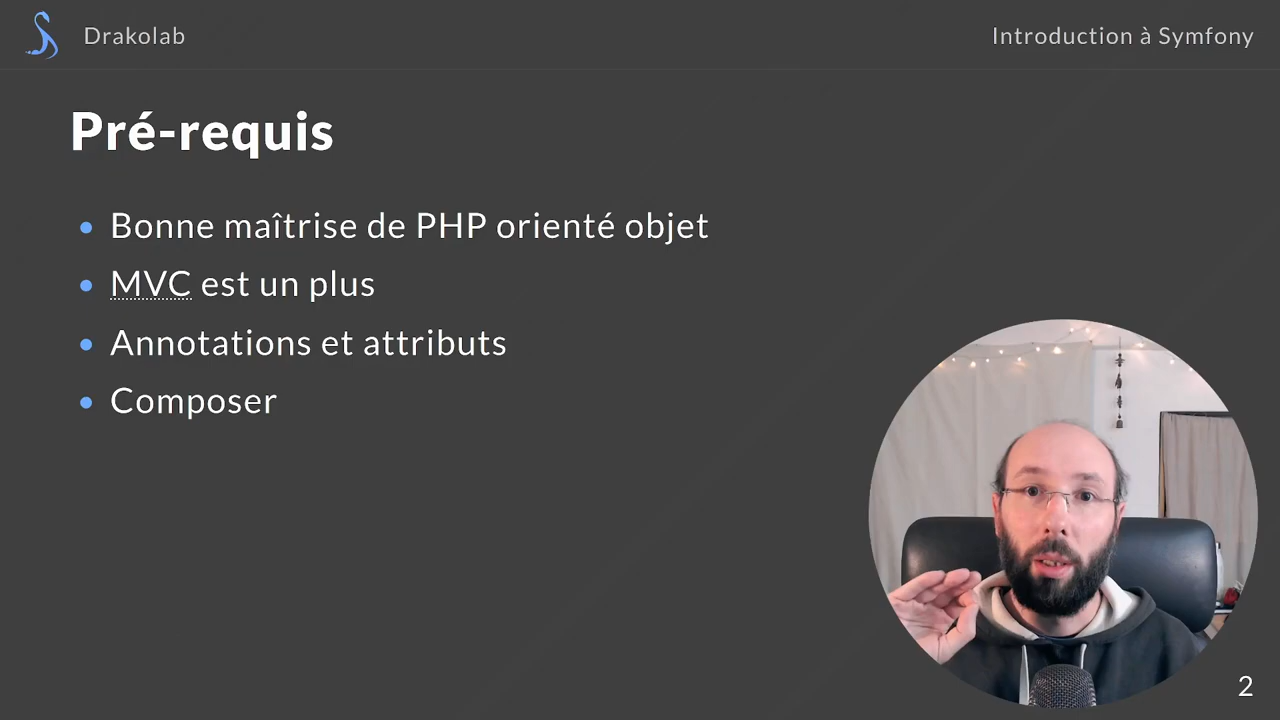 Drakolab
Introduction à Symfony
Pré-requis
Bonne maîtrise de PHP orienté objet
MVC est un plus
Annotations et attributs
Composer
2